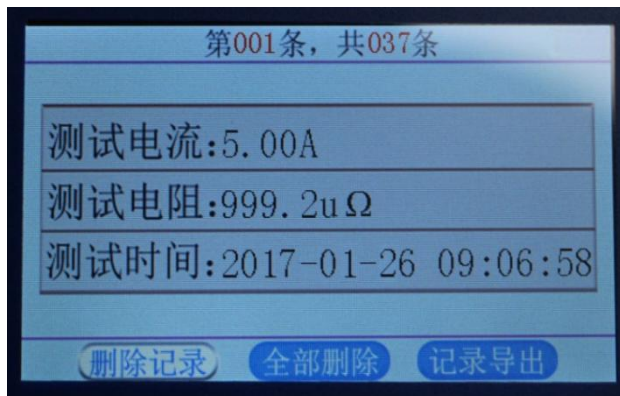 第001条，共037条
测试电流:5.00A
测试电阻:999.2uΩ
测试时间:2017-01-26 09:06:58
删除记录 全部删除 记录导出